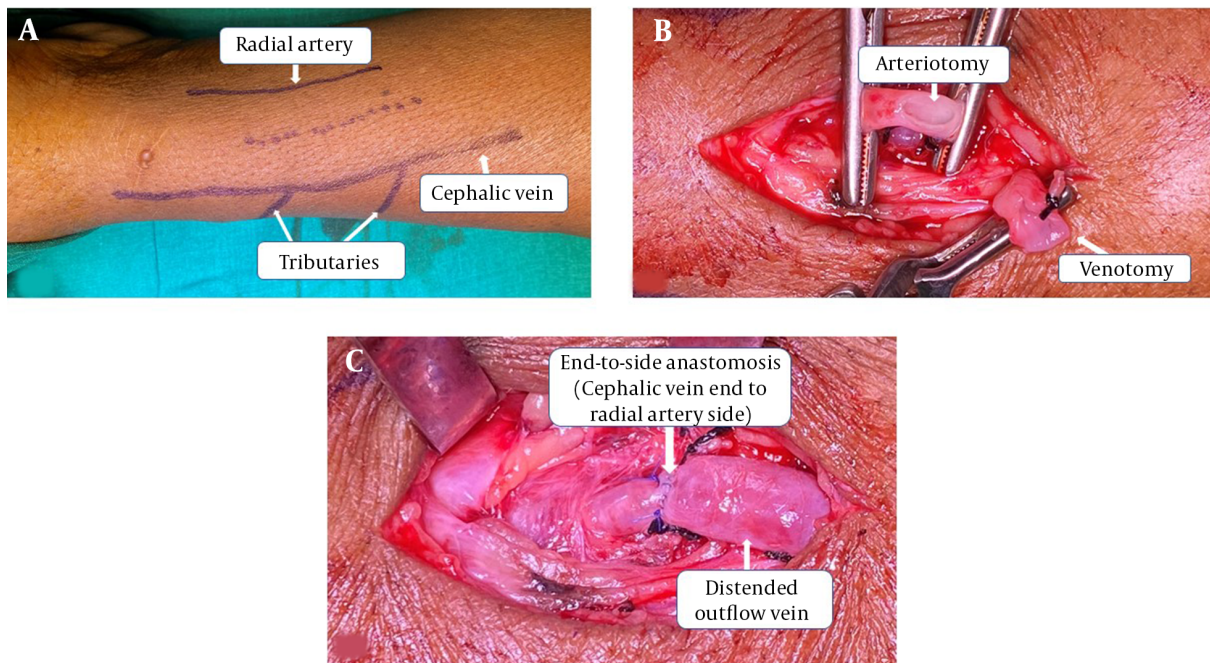 A
Radial artery
Cephalic vein
Tributaries
B
Arteriotomy
Venotomy
C
End-to-side anastomosis
(Cephalic vein end to
radial artery side)
Distended
outflow vein